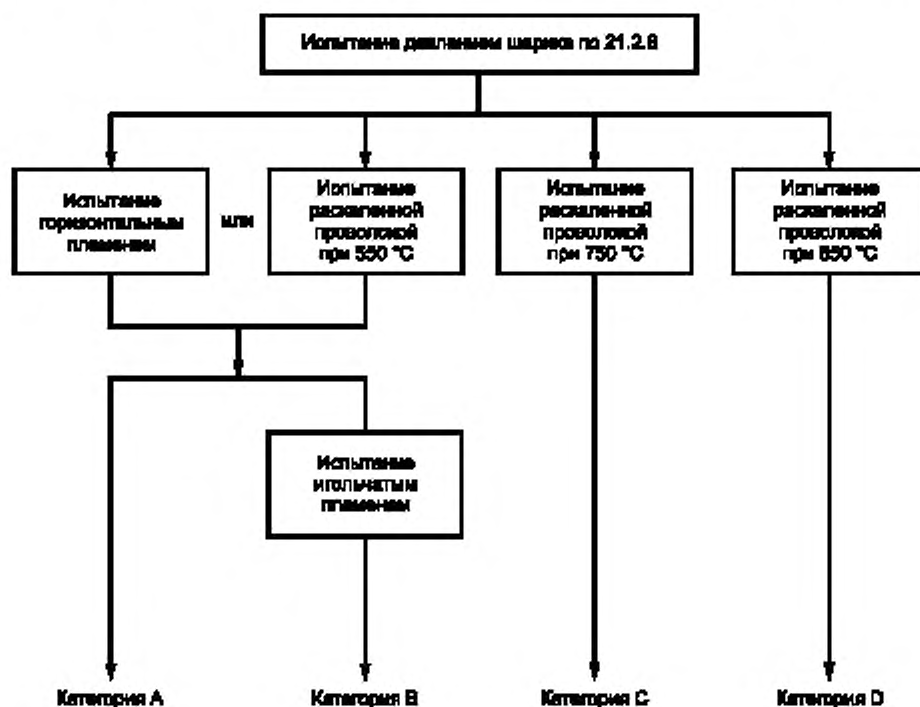 Испытание давлением шарика по 21.2.8
Испытание
горизонтальным
пламенем
или
Испытание
раскаленной
проволокой
при 550 °C
Испытание
раскаленной
проволокой
при 750 °C
Испытание
раскаленной
проволокой
при 850 °C
Испытание
игольчатым
пламенем
Категория A
Категория B
Категория C
Категория D